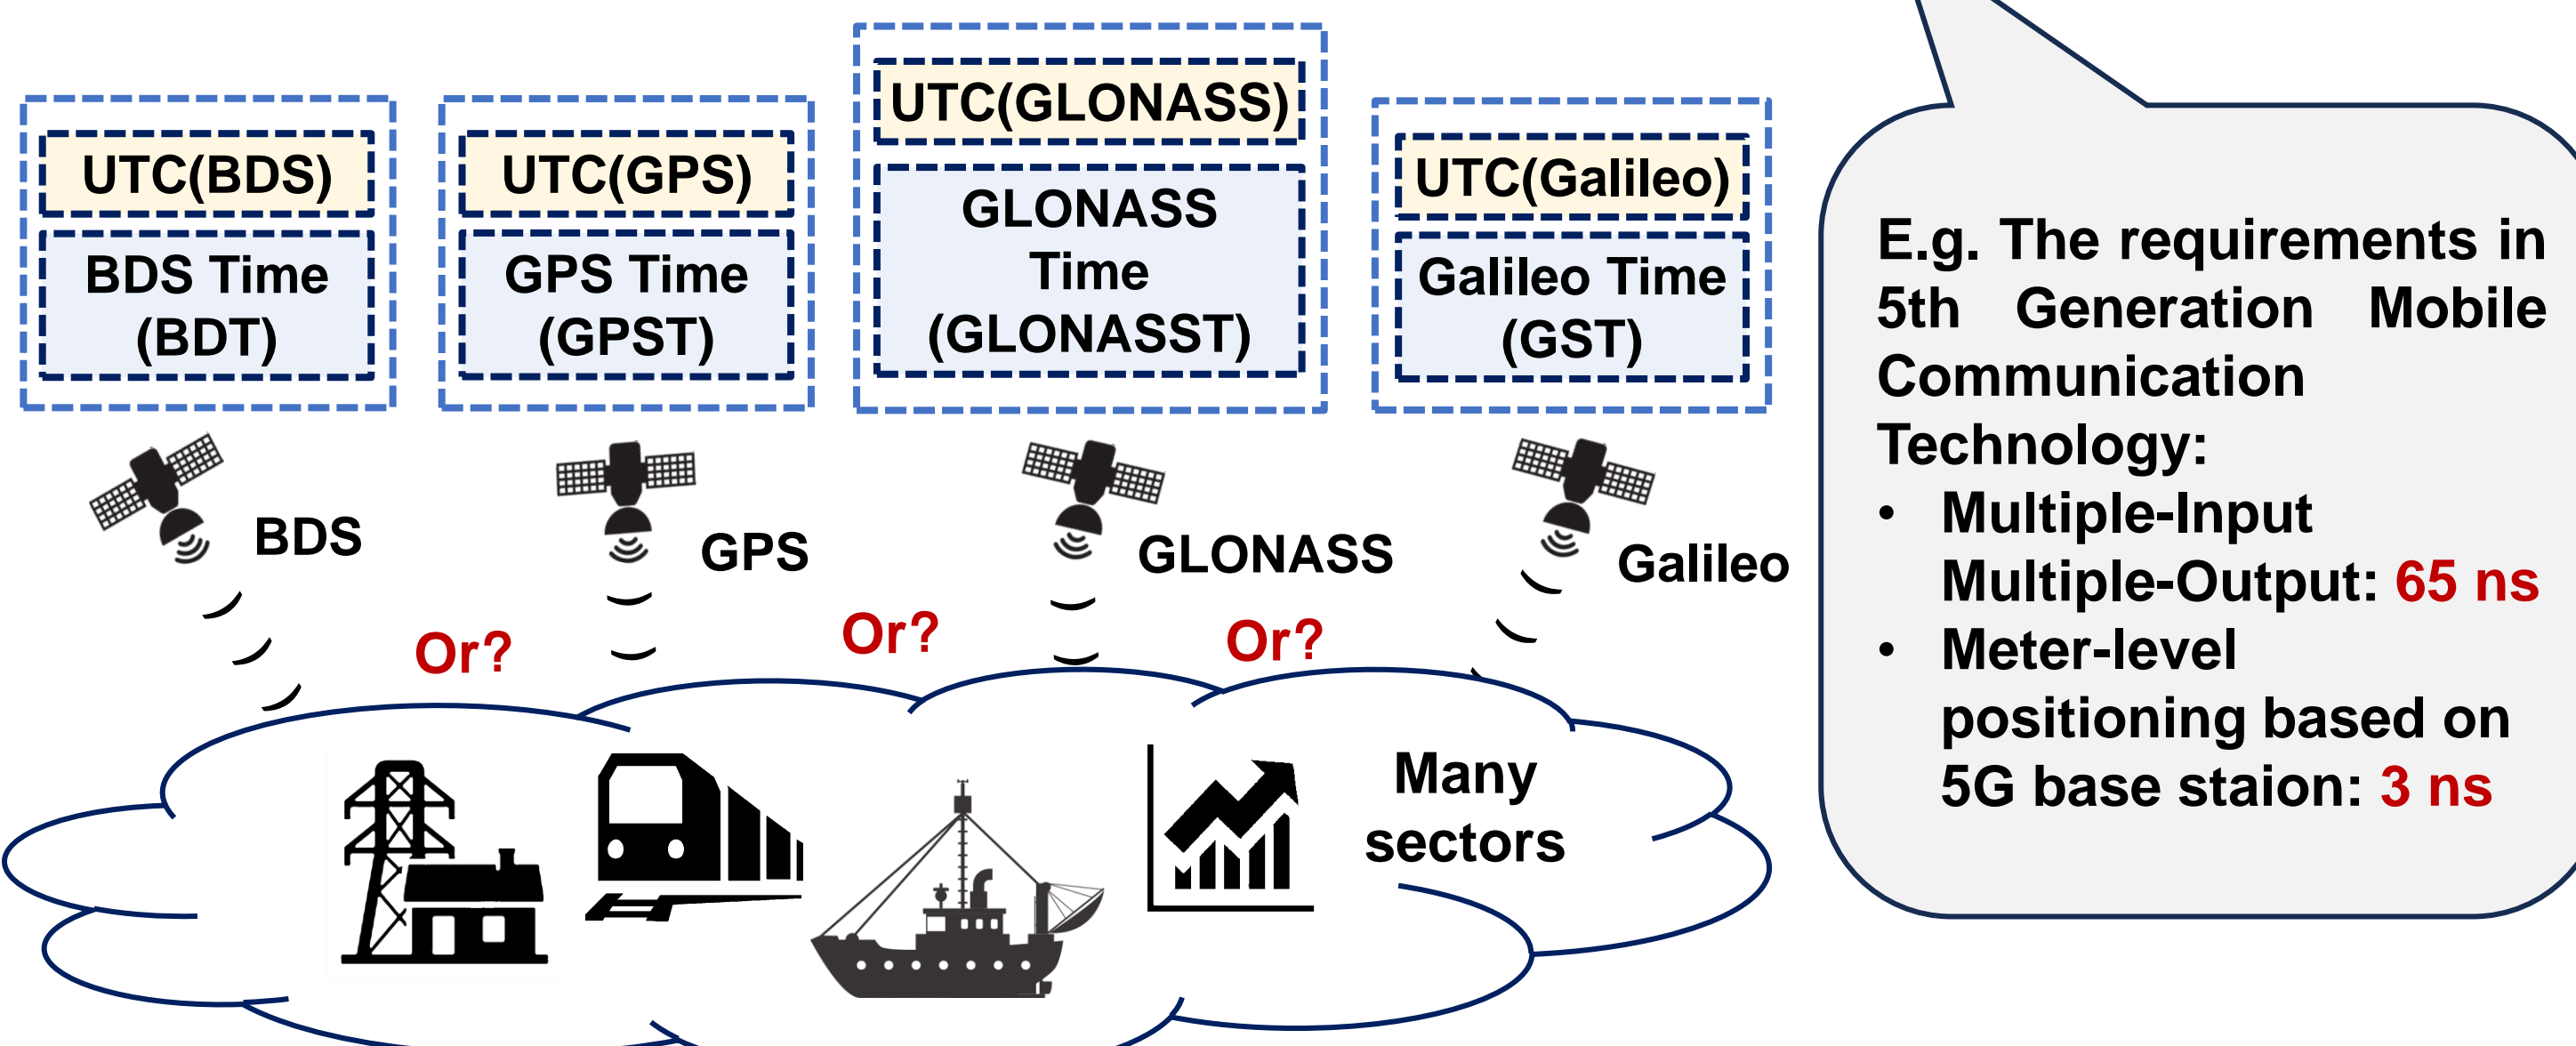 UTC(BDS)
BDS Time
(BDT)
UTC(GPS)
GPS Time
(GPST)
UTC(GLONASS)
GLONASS
Time
(GLONASST)
UTC(Galileo)
Galileo Time
(GST)
BDS
GPS
GLONASS
Galileo
Or?
Or?
Or?
Many
sectors
E.g. The requirements in
5th Generation Mobile
Communication
Technology:
• Multiple-Input
Multiple-Output: 65 ns
• Meter-level
positioning based on
5G base staion: 3 ns